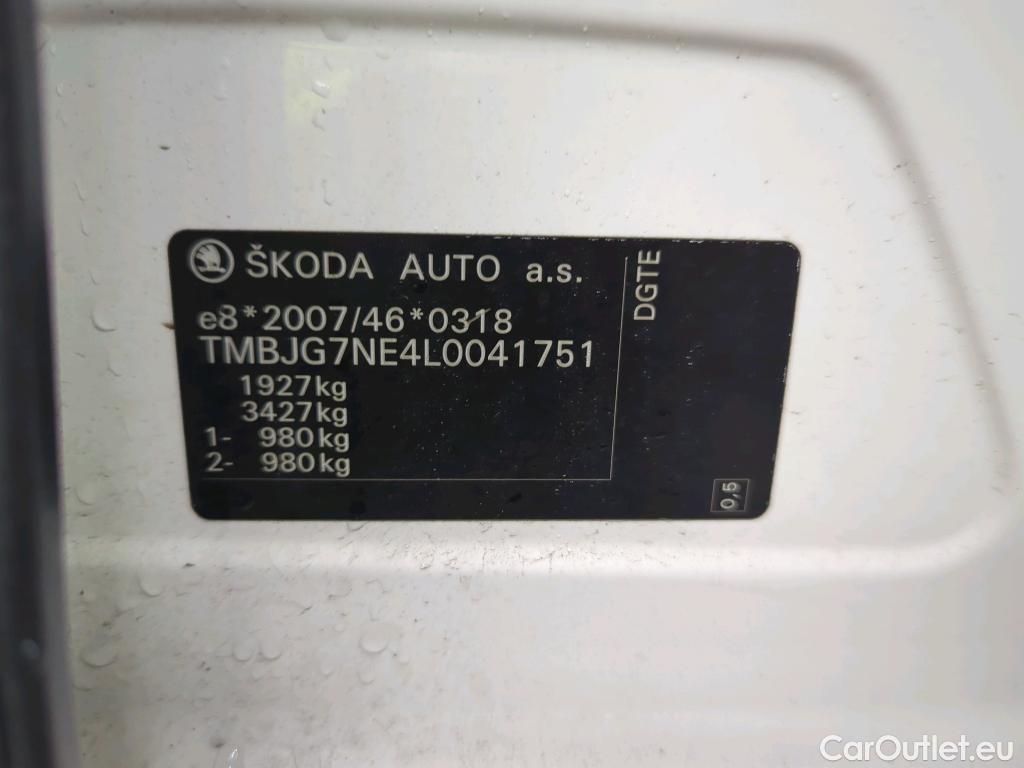 ŠKODA AUTO a.s.
e8*2007/46*0318
TMBJG7NE4L0041751
1927kg
3427kg
1- 980kg
2- 980kg
DGTE
0,5
CarOutlet.eu